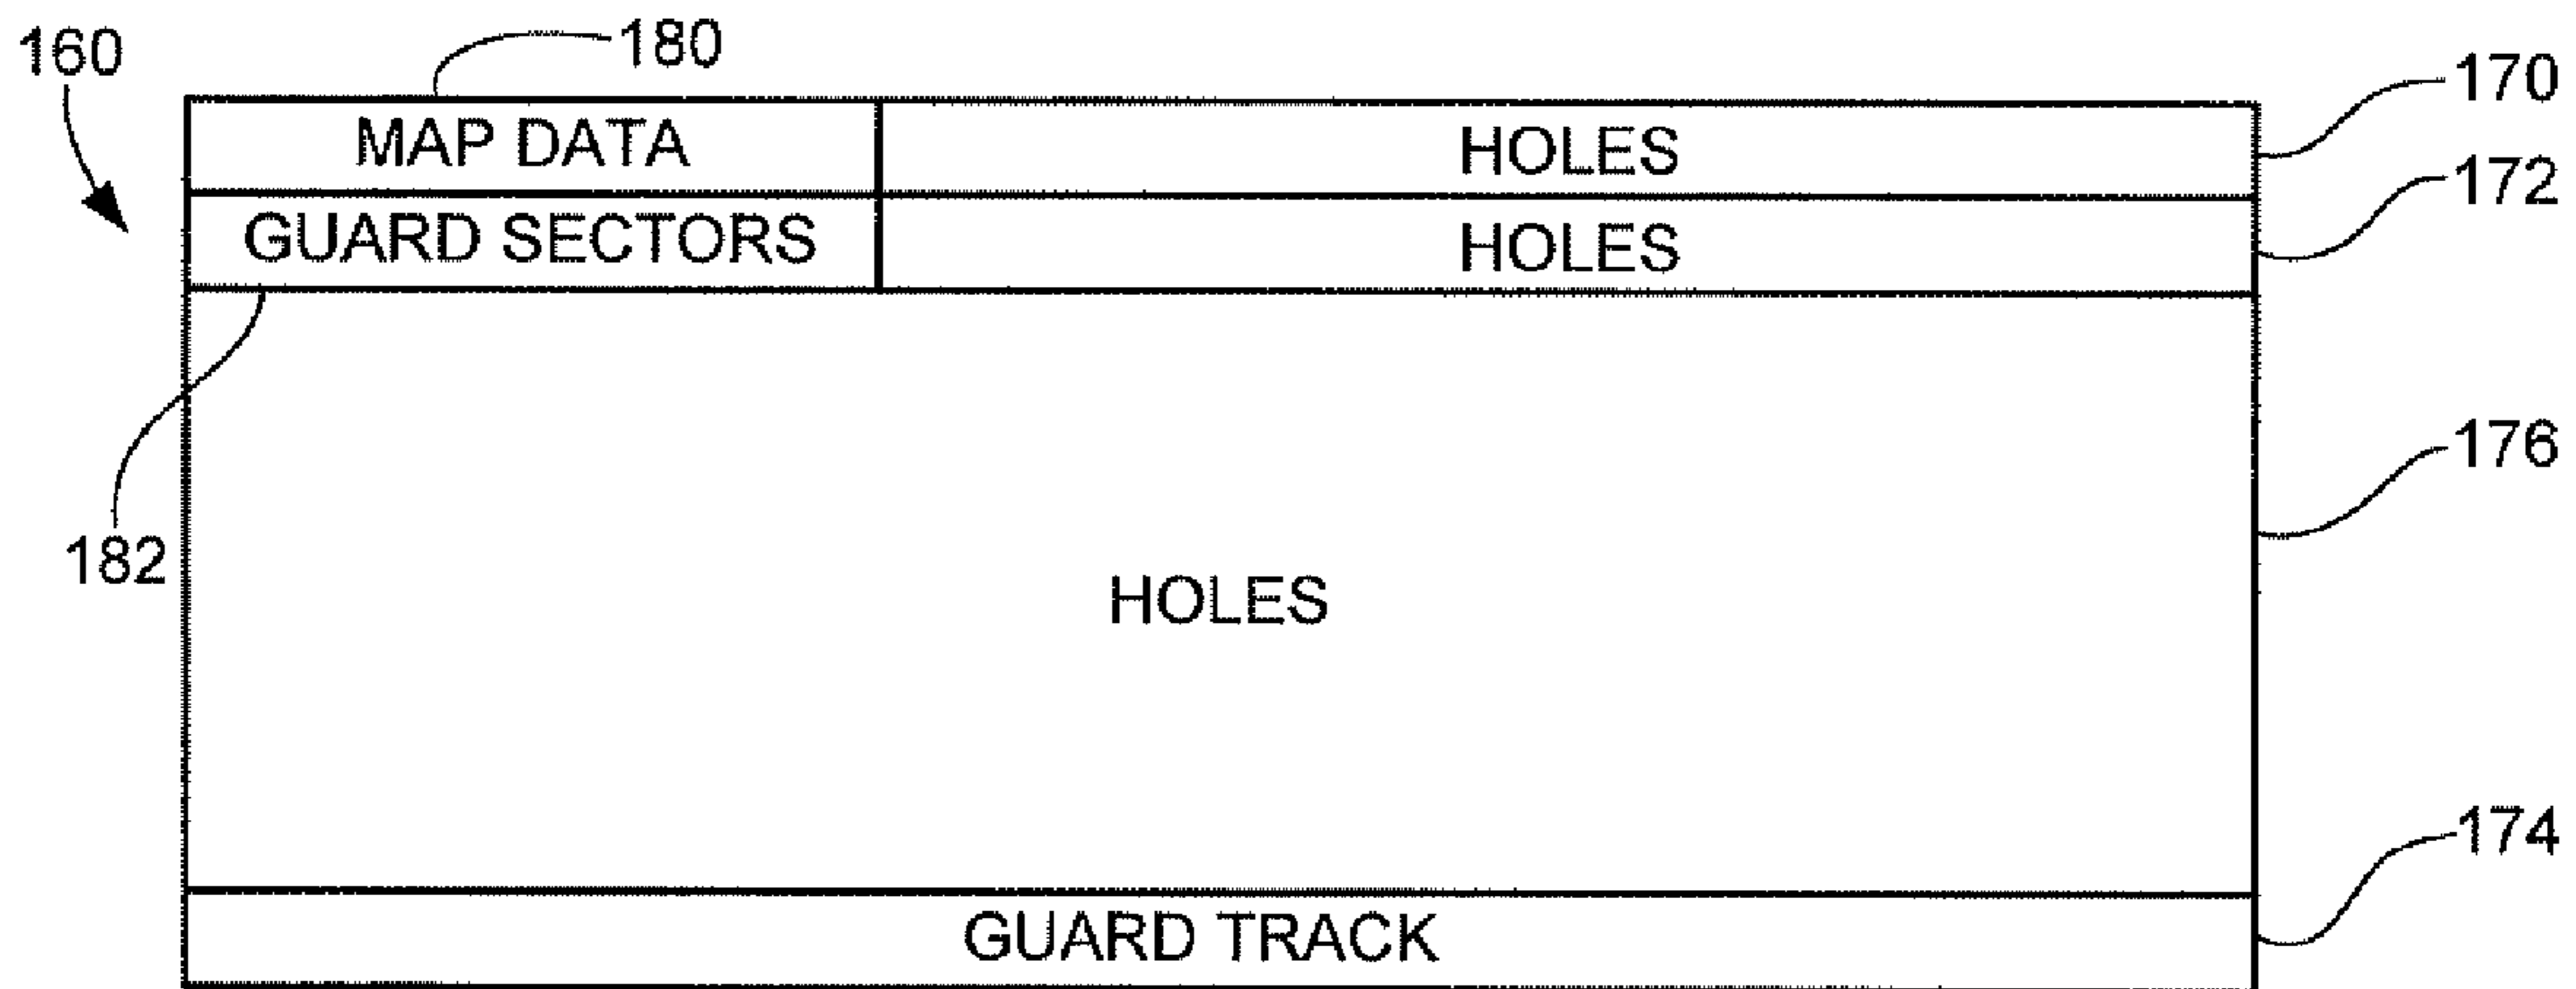 160
180
170
MAP DATA
HOLES
172
GUARD SECTORS
HOLES
176
182
HOLES
174
GUARD TRACK